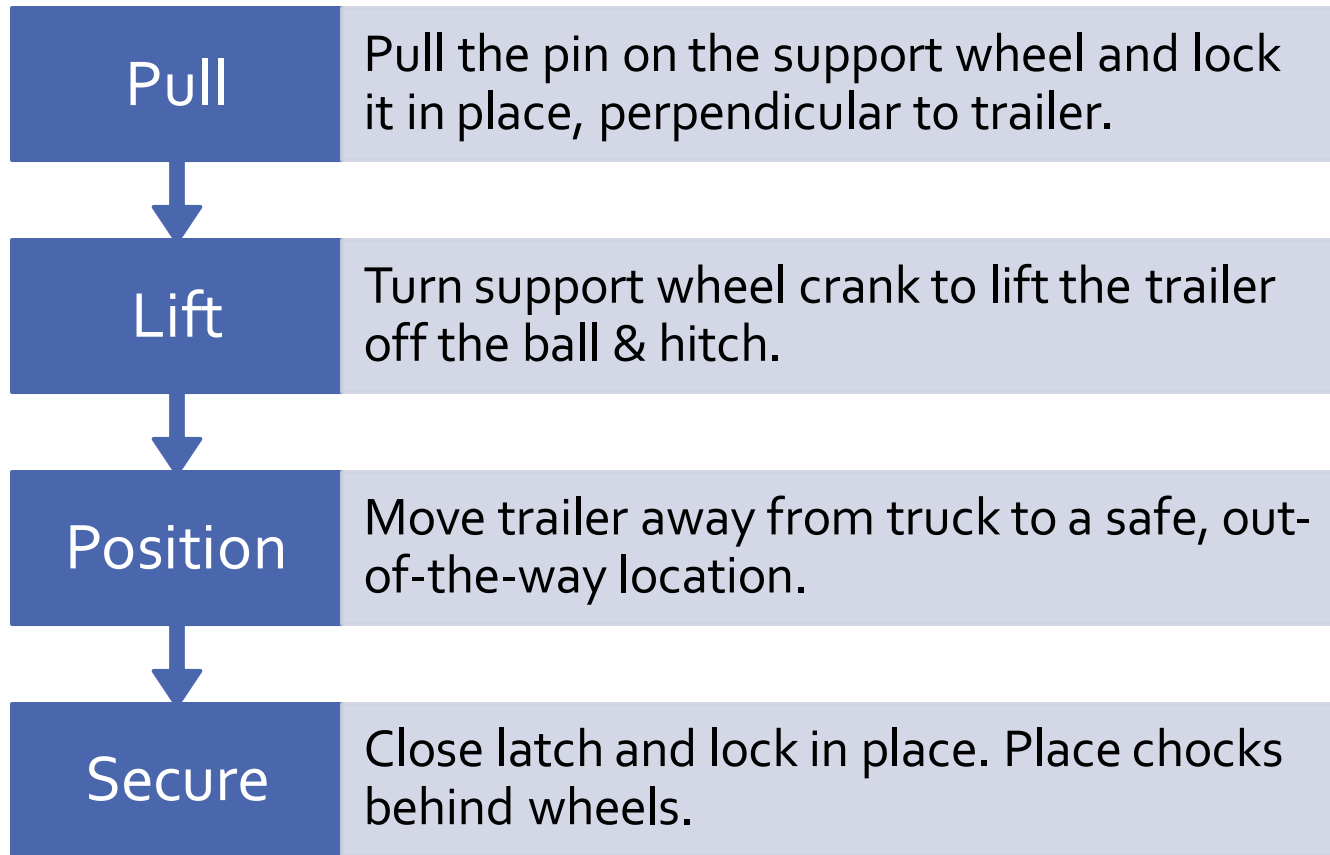 Pull
Pull the pin on the support wheel and lock
it in place, perpendicular to trailer.
Lift
Turn support wheel crank to lift the trailer
off the ball & hitch.
Position
Move trailer away from truck to a safe, out-
of-the-way location.
Secure
Close latch and lock in place. Place chocks
behind wheels.